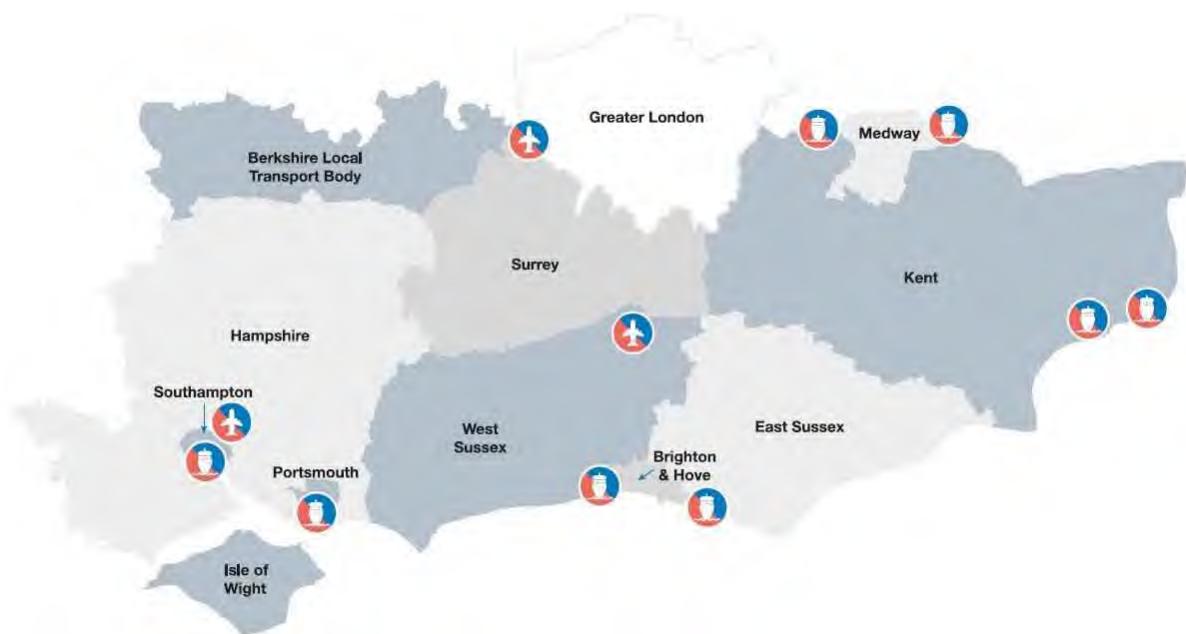 Greater London
Medway
Berkshire Local
Transport Body
Surrey
Kent
Hampshire
Southampton
West
Sussex
East Sussex
Brighton
& Hove
Portsmouth
Isle of
Wight